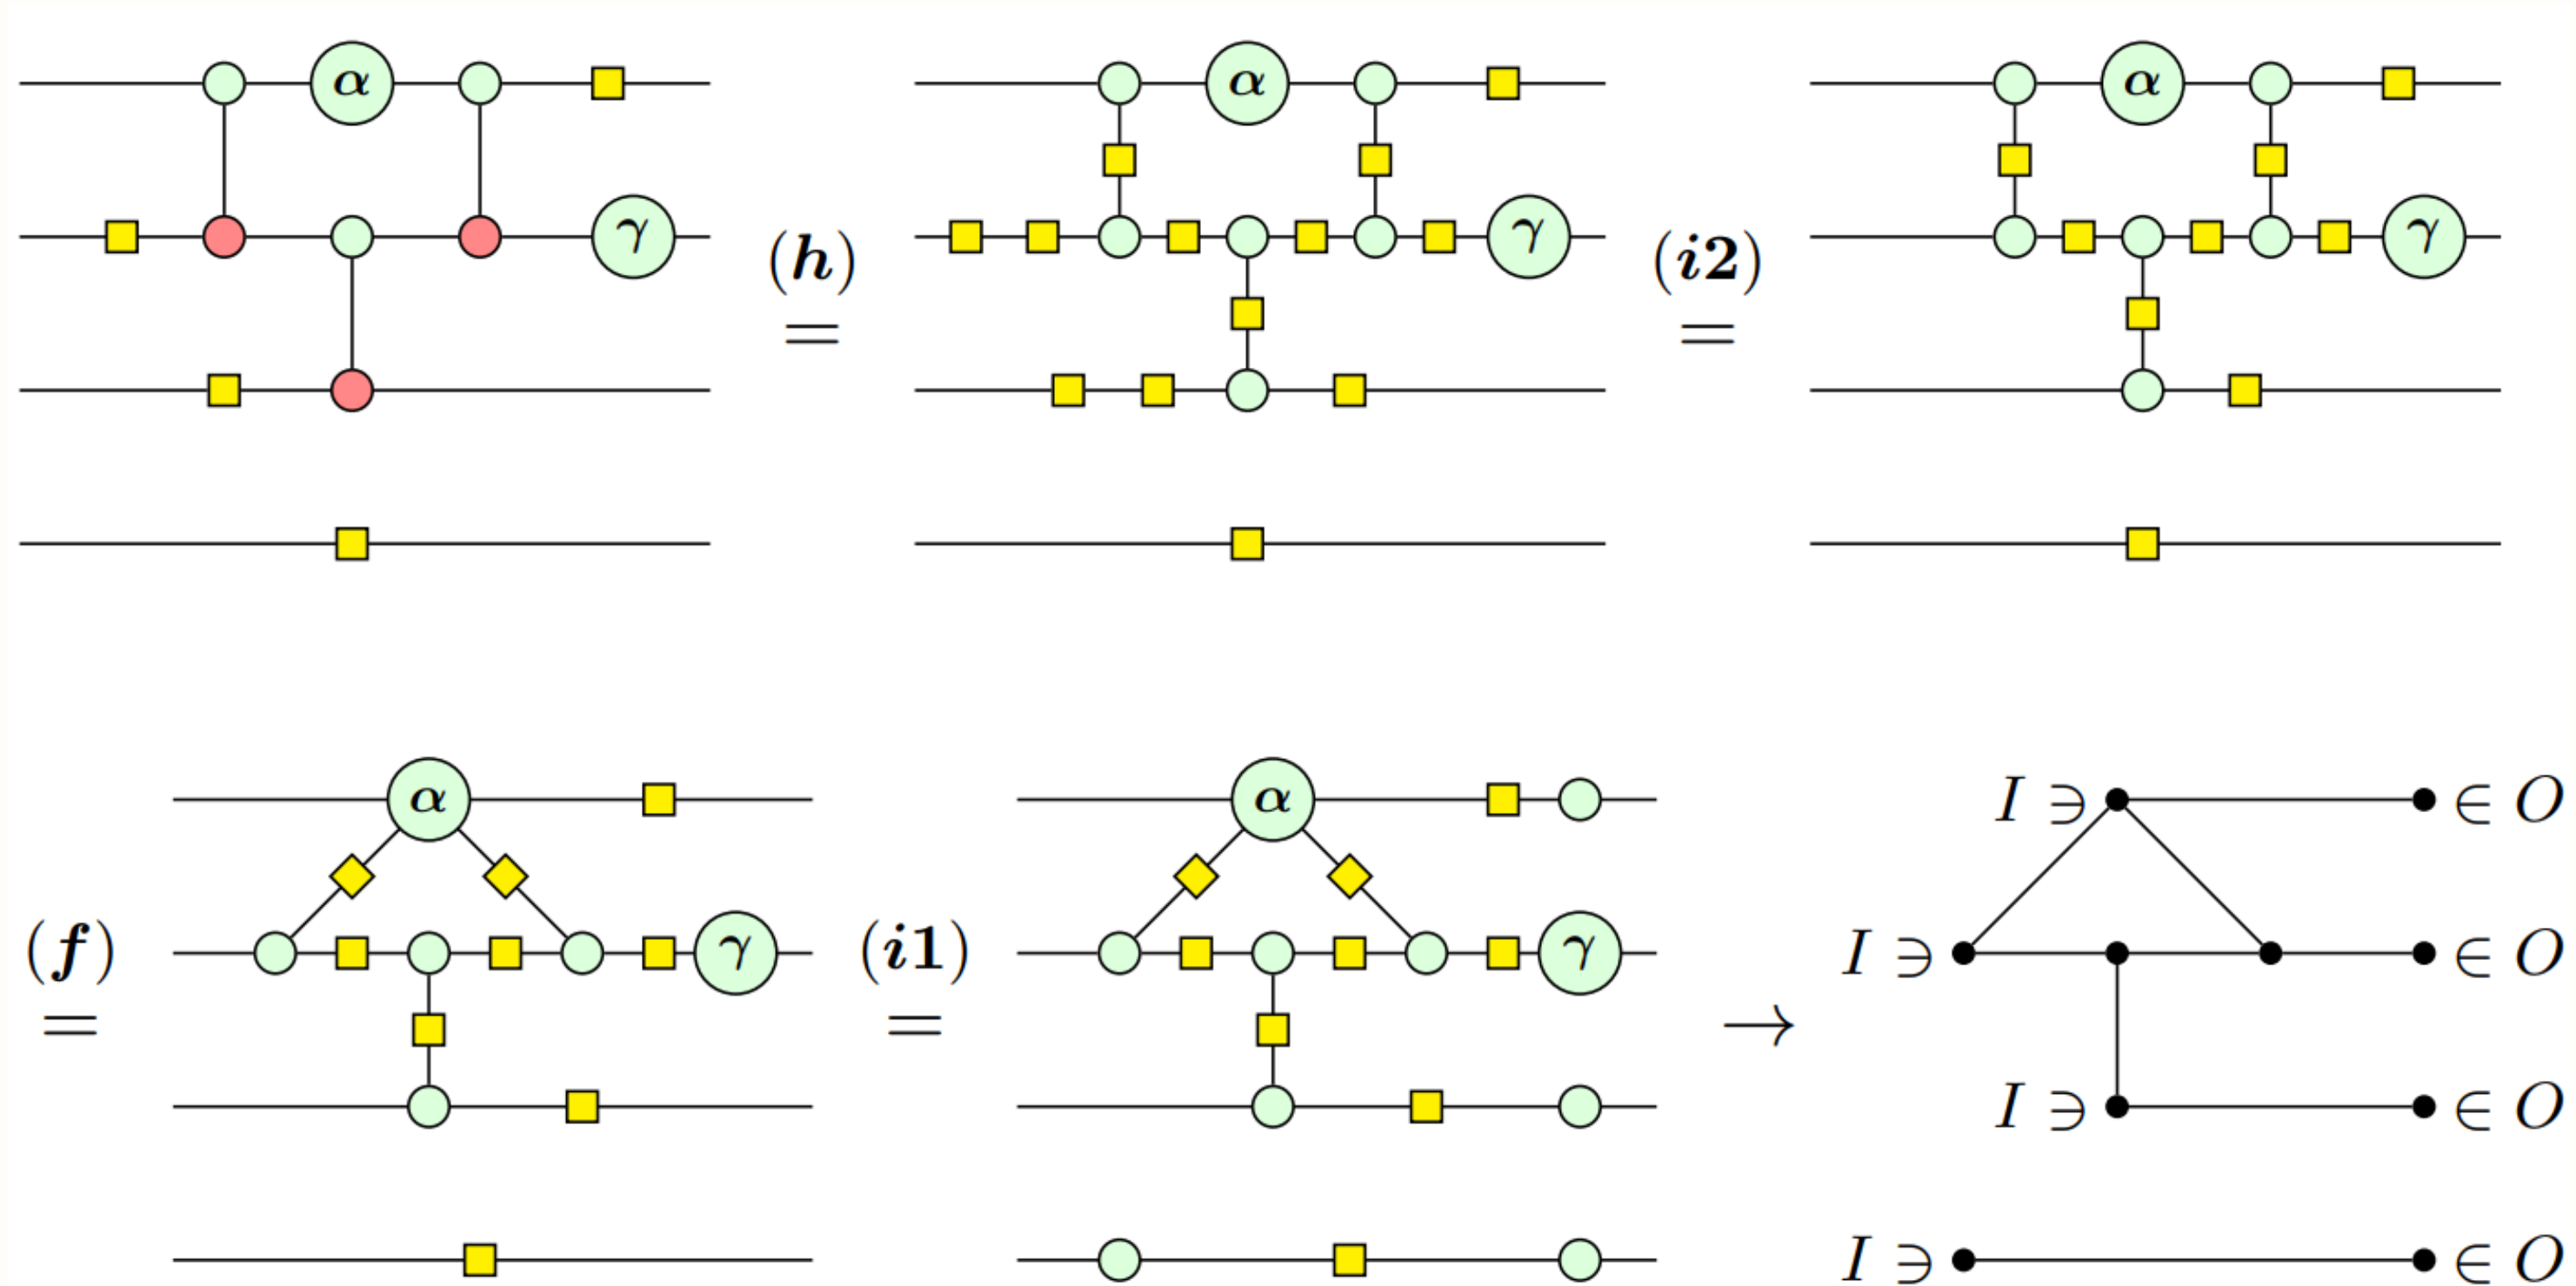 α α α
γ (h) = γ (i2) = γ
α α I ∋ ∈ O
(f) = γ (i1) = γ → I ∋ ∈ O
I ∋ ∈ O
I ∋ ∈ O